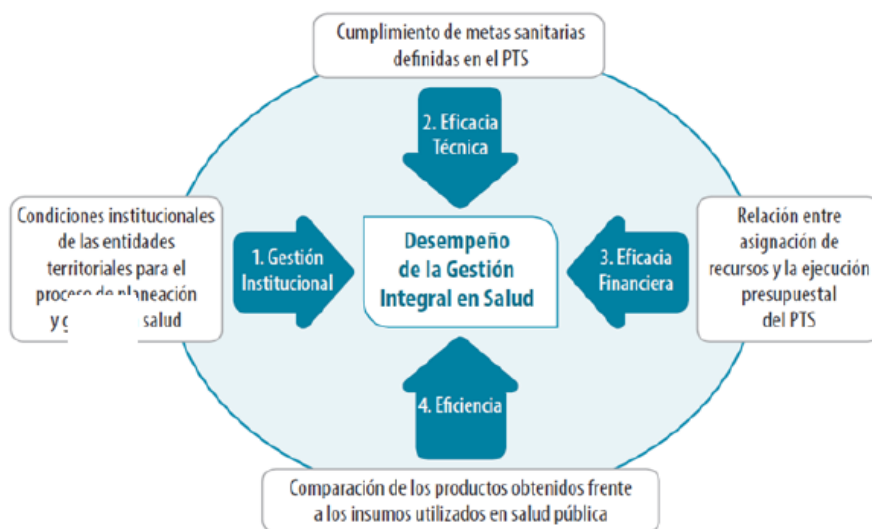 Cumplimiento de metas sanitarias
definidas en el PTS
2. Eficacia
Técnica
Condiciones institucionales
de las entidades
territoriales para el
proceso de planeación
y salud
1. Gestión
Institucional
Desempeño
de la Gestión
Integral en Salud
3. Eficacia
Financiera
Relación entre
asignación de
recursos y la ejecución
presupuestal
del PTS
4. Eficiencia
Comparación de los productos obtenidos frente
a los insumos utilizados en salud pública